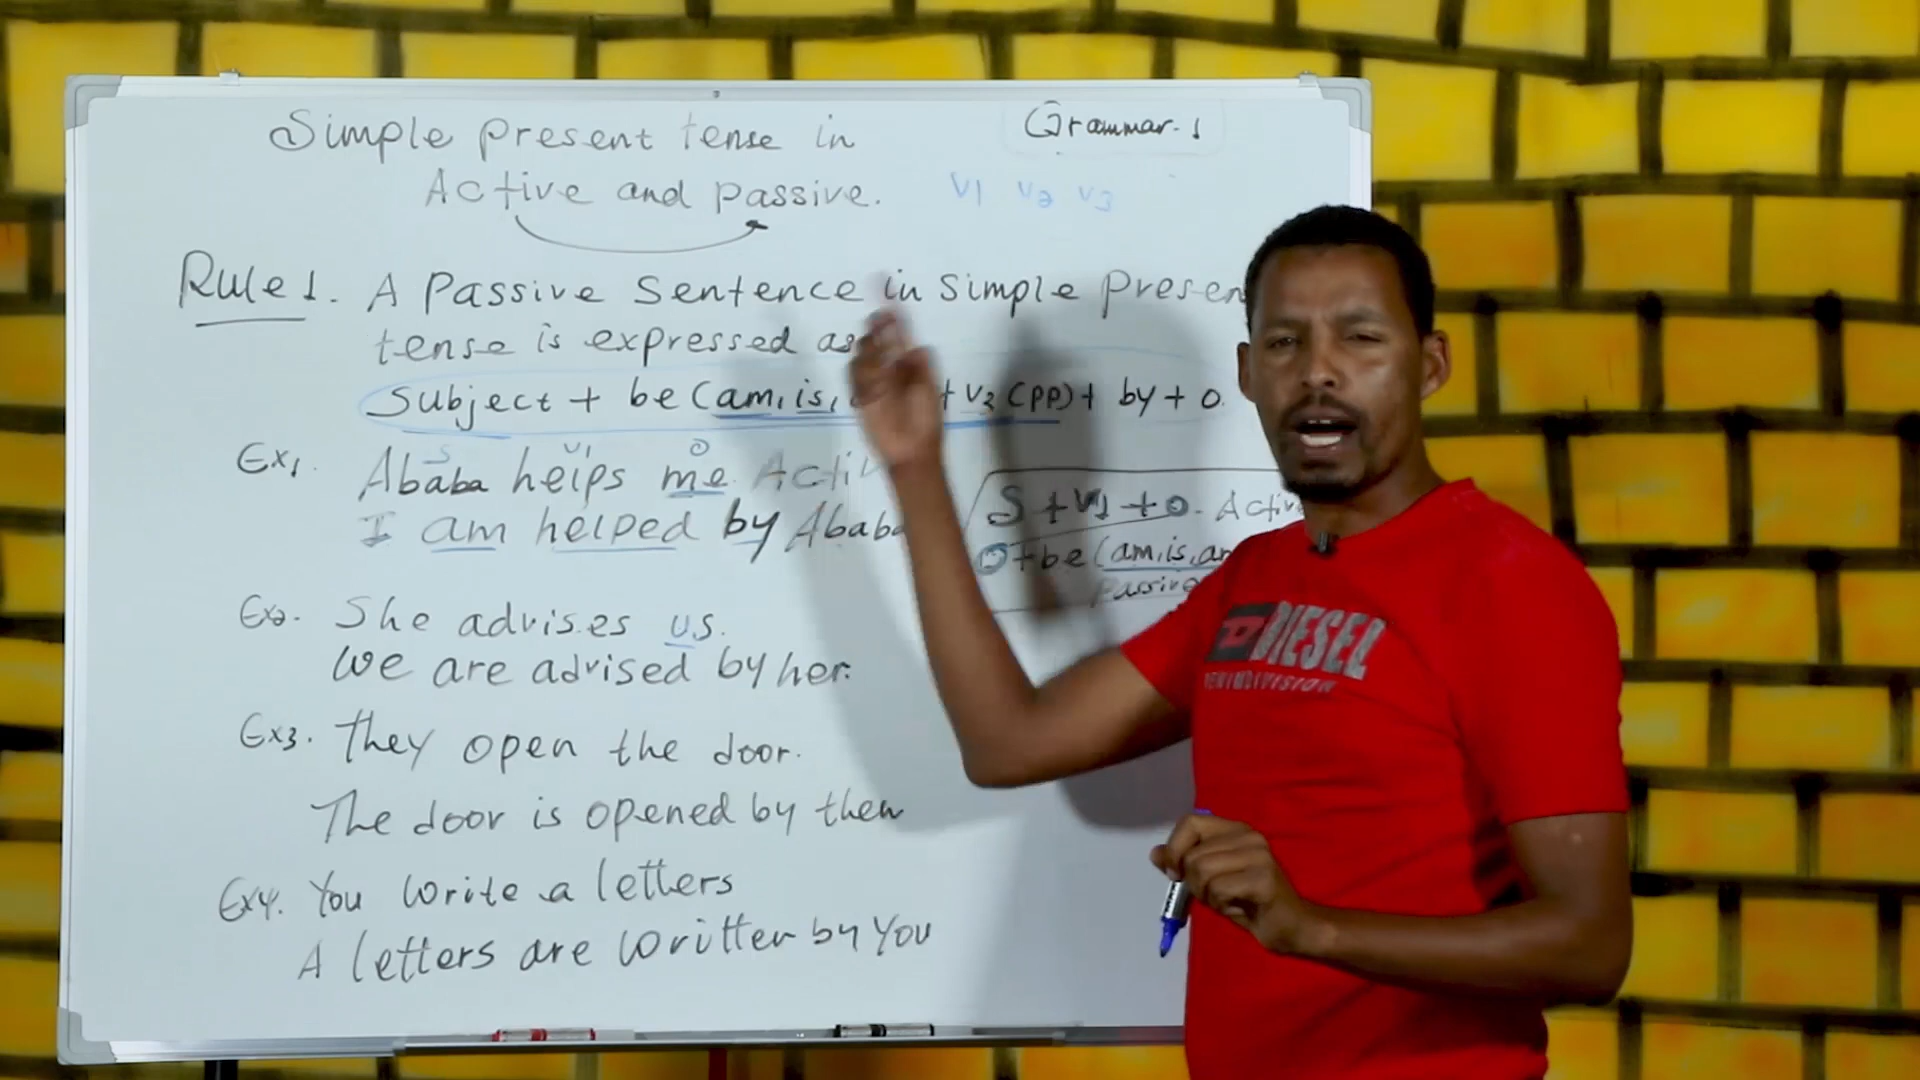 Simple present tense in
Active and passive.
Grammar. 1
V1 V2 V3
Rule 1. A Passive Sentence in Simple Presen
tense is expressed as
Subject + be (am, is, + V3 (PP) + by + O.
S V1 O
Ex1. Ababa helps me Activ
I am helped by Ababa
S + V1 + O. Active
O + be (am, is, ar
Passive
Ex2. She advises us.
We are advised by her.
Ex3. They open the door.
The door is opened by them
Ex4. You write a letters
A letters are written by You
DIESEL